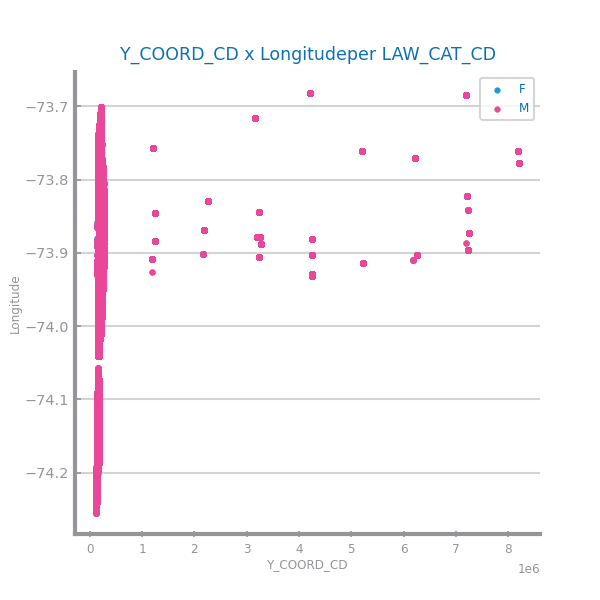 Y_COORD_CD x Longitudeper LAW_CAT_CD
F
M
−73.7
−73.8
−73.9
−74.0
−74.1
−74.2
Longitude
0 1 2 3 4 5 6 7 8
Y_COORD_CD
1e6